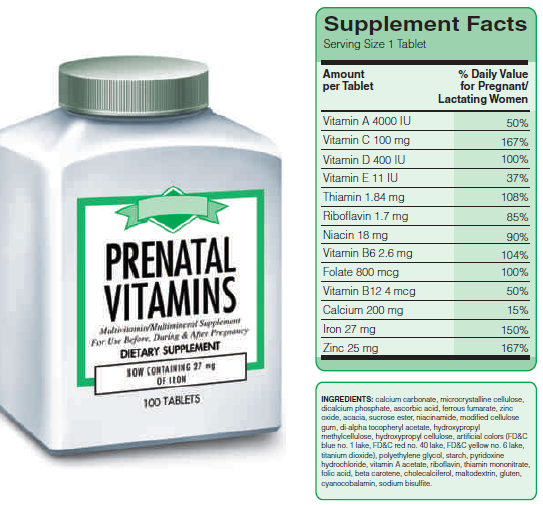 PRENATAL
VITAMINS
Multivitamin/Multimineral Supplement
For Use Before, During & After Pregnancy
DIETARY SUPPLEMENT
NOW CONTAINING 27 mg
OF IRON
100 TABLETS
Supplement Facts
Serving Size 1 Tablet
Amount per Tablet % Daily Value for Pregnant/ Lactating Women
Vitamin A 4000 IU 50%
Vitamin C 100 mg 167%
Vitamin D 400 IU 100%
Vitamin E 11 IU 37%
Thiamin 1.84 mg 108%
Riboflavin 1.7 mg 85%
Niacin 18 mg 90%
Vitamin B6 2.6 mg 104%
Folate 800 mcg 100%
Vitamin B12 4 mcg 50%
Calcium 200 mg 15%
Iron 27 mg 150%
Zinc 25 mg 167%
INGREDIENTS: calcium carbonate, microcrystalline cellulose,
dicalcium phosphate, ascorbic acid, ferrous fumarate, zinc
oxide, acacia, sucrose ester, niacinamide, modified cellulose
gum, di-alpha tocopheryl acetate, hydroxypropyl
methylcellulose, hydroxypropyl cellulose, artificial colors (FD&C
blue no. 1 lake, FD&C red no. 40 lake, FD&C yellow no. 6 lake,
titanium dioxide), polyethylene glycol, starch, pyridoxine
hydrochloride, vitamin A acetate, riboflavin, thiamin mononitrate,
folic acid, beta carotene, cholecalciferol, maltodextrin, gluten,
cyanocobalamin, sodium bisulfite.